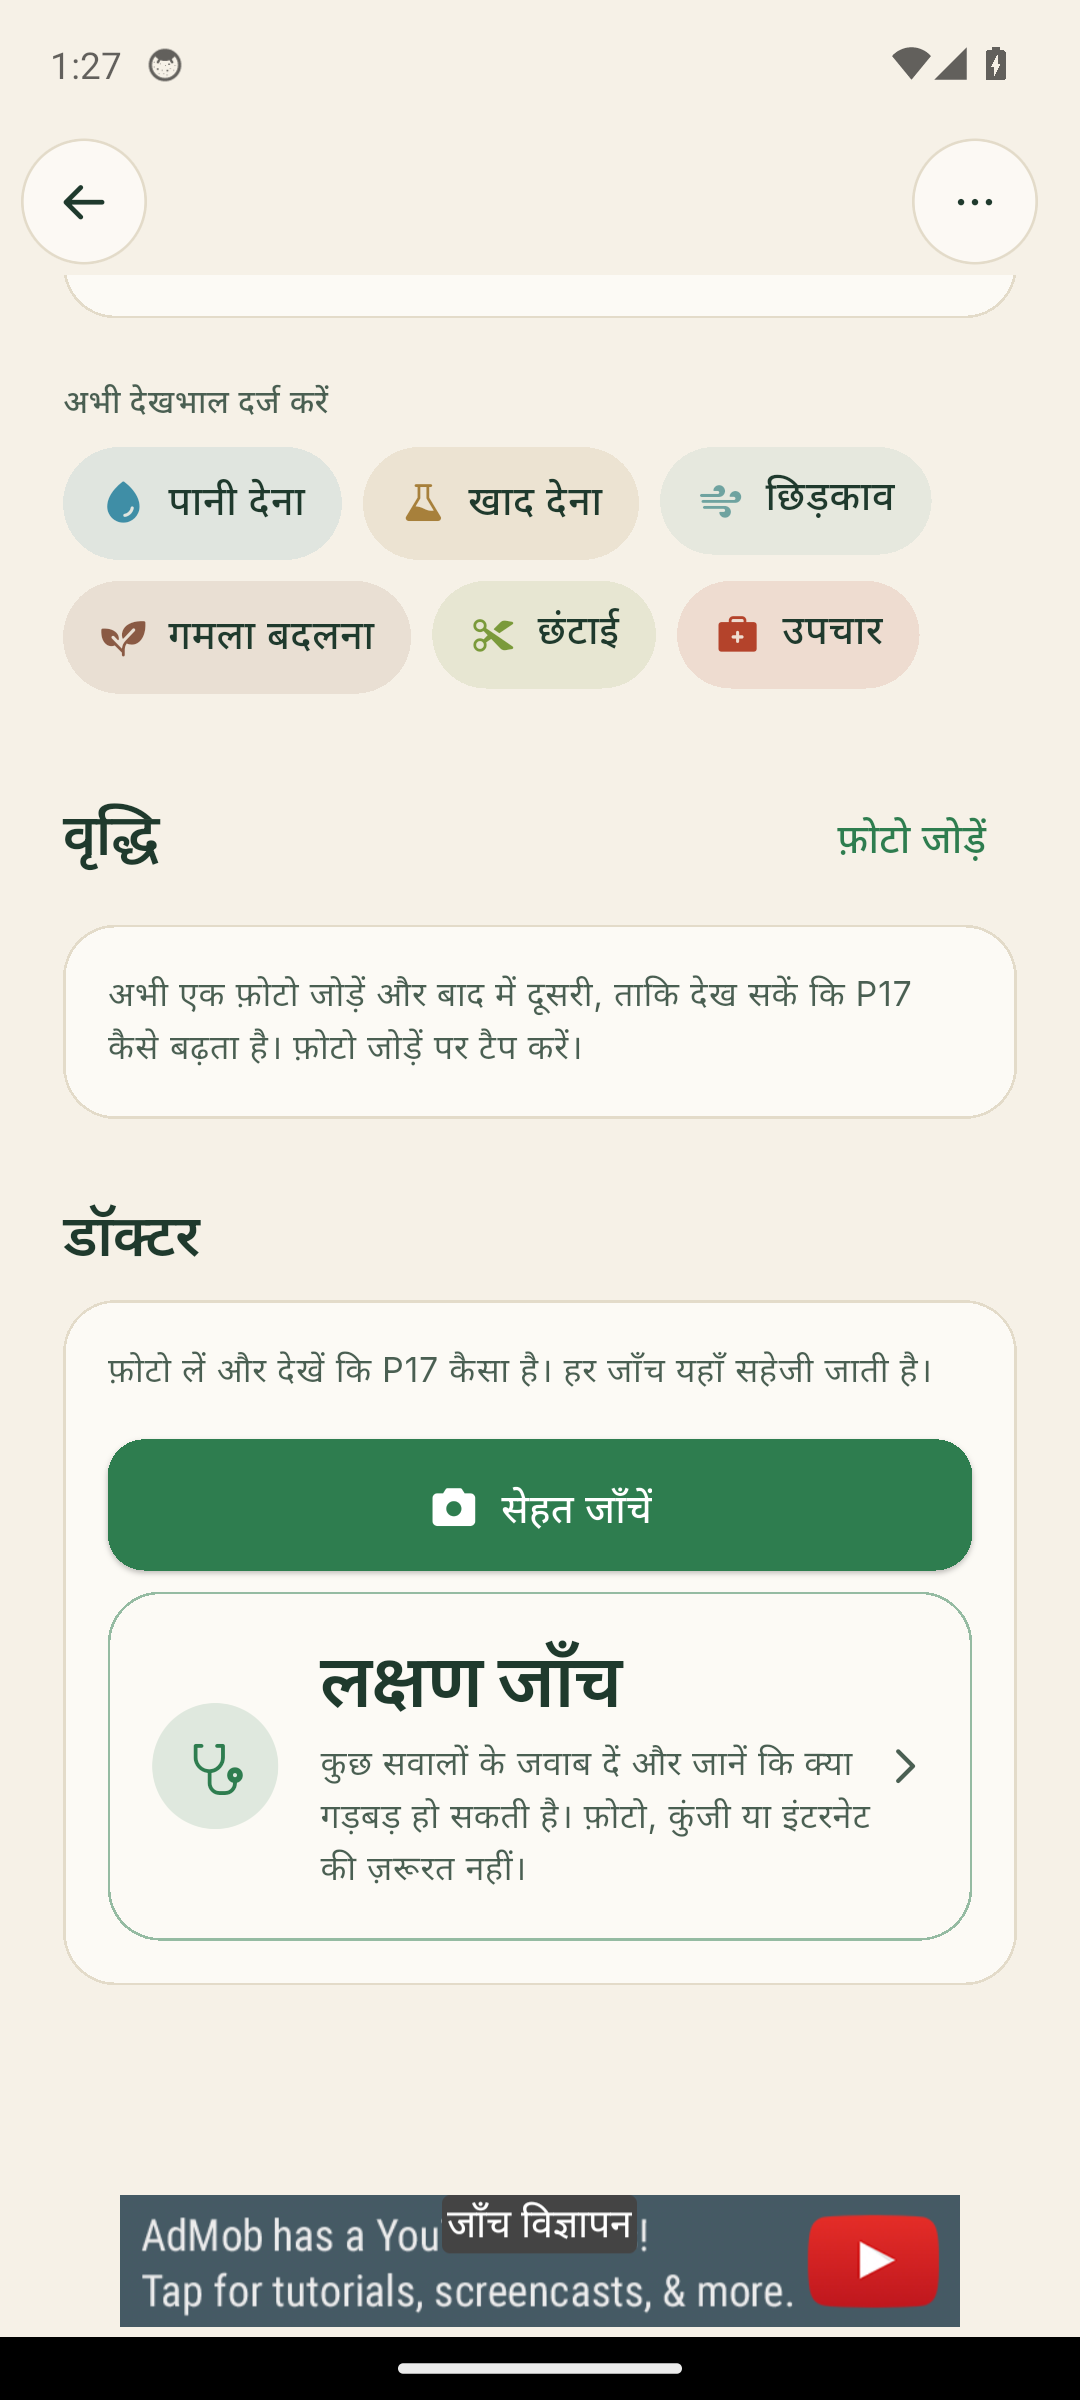 1:27
अभी देखभाल दर्ज करें
पानी देना
खाद देना
छिड़काव
गमला बदलना
छंटाई
उपचार
वृद्धि
फ़ोटो जोड़ें
अभी एक फ़ोटो जोड़ें और बाद में दूसरी, ताकि देख सकें कि P17
कैसे बढ़ता है। फ़ोटो जोड़ें पर टैप करें।
डॉक्टर
फ़ोटो लें और देखें कि P17 कैसा है। हर जाँच यहाँ सहेजी जाती है।
सेहत जाँचें
लक्षण जाँच
कुछ सवालों के जवाब दें और जानें कि क्या
गड़बड़ हो सकती है। फ़ोटो, कुंजी या इंटरनेट
की ज़रूरत नहीं।
AdMob has a You !
जाँच विज्ञापन
Tap for tutorials, screencasts, & more.